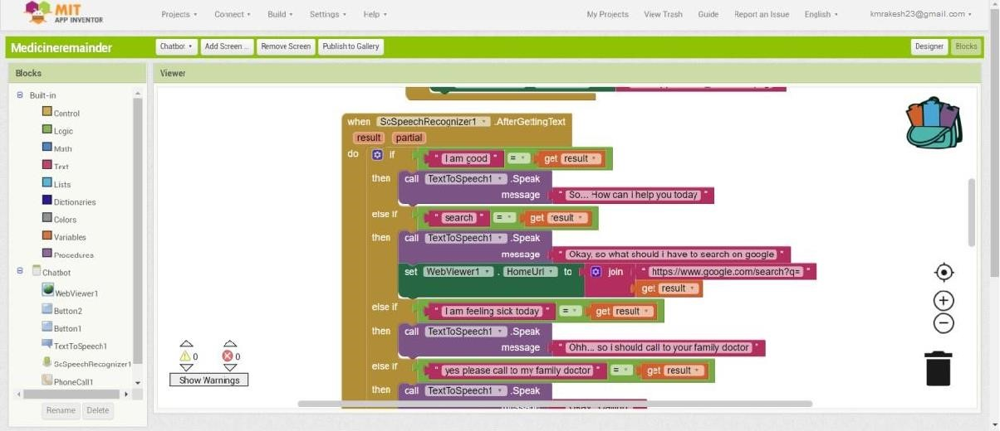 MIT
APP INVENTOR
Projects Connect Build Settings Help My Projects View Trash Guide Report an Issue English kmrakesh23@gmail.com
Medicineremainder Chatbot Add Screen ... Remove Screen Publish to Gallery Designer Blocks
Blocks
Viewer
Built-in
Control
Logic
Math
Text
Lists
Dictionaries
Colors
Variables
Procedures
Chatbot
WebViewer1
Button2
Button1
TextToSpeech1
ScSpeechRecognizer1
PhoneCall1
Rename Delete
when ScSpeechRecognizer1 .AfterGettingText
result partial
do if " I am good " = get result
then call TextToSpeech1 .Speak
message " So... How can i help you today "
else if " search " = get result
then call TextToSpeech1 .Speak
message " Okay, so what should i have to search on google "
set WebViewer1 . HomeUrl to join " https://www.google.com/search?q= "
get result
else if " I am feeling sick today " = get result
then call TextToSpeech1 .Speak
message " Ohh... so i should call to your family doctor "
else if " yes please call to my family doctor " = get result
then call TextToSpeech1 .Speak
0 0
Show Warnings